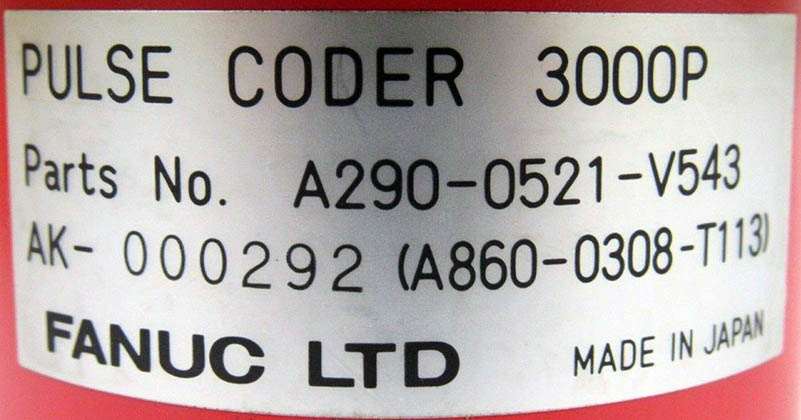 PULSE CODER 3000P
Parts No. A290-0521-V543
AK- 000292 (A860-0308-T113)
FANUC LTD MADE IN JAPAN